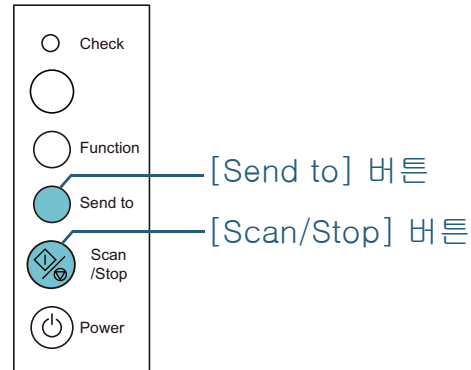 Check
Function
[Send to] 버튼
Send to
[Scan/Stop] 버튼
Scan
/Stop
Power